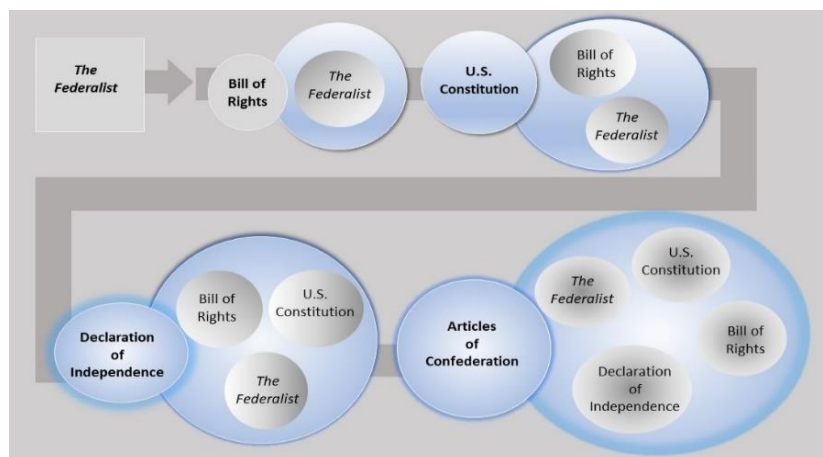 The
Federalist
Bill of
Rights
The
Federalist
U.S.
Constitution
Bill of
Rights
The
Federalist
Declaration
of
Independence
Bill of
Rights
U.S.
Constitution
The
Federalist
Articles
of
Confederation
The
Federalist
U.S.
Constitution
Bill of
Rights
Declaration
of
Independence